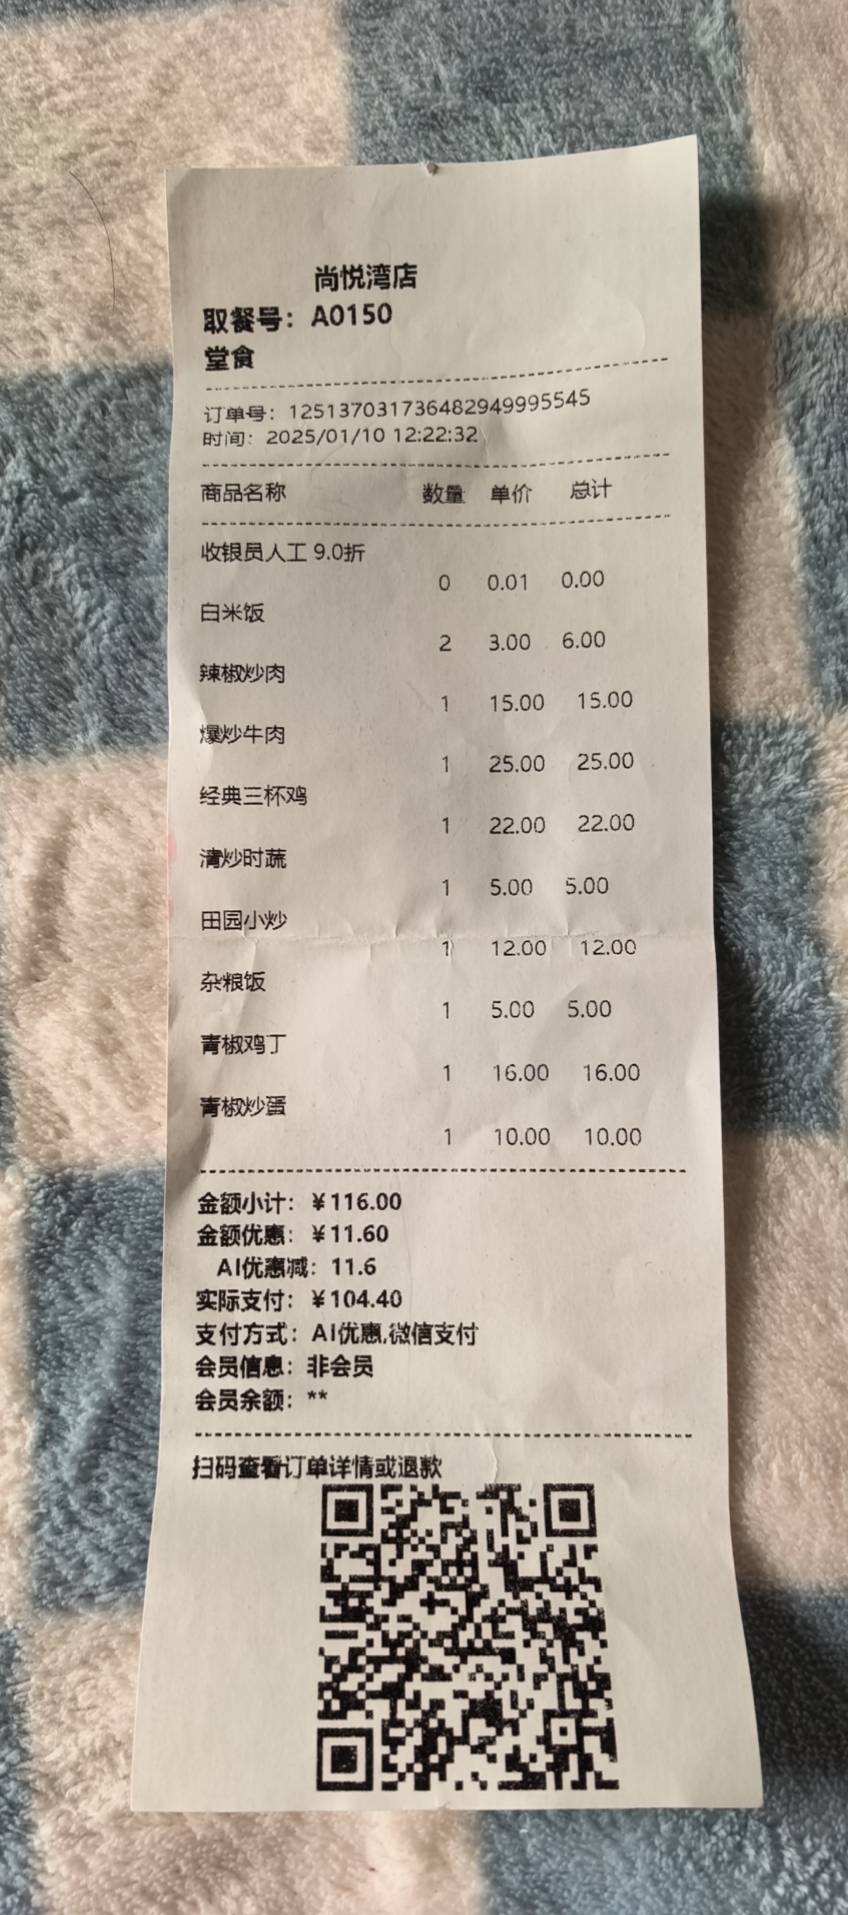 尚悦湾店
取餐号：A0150
堂食
订单号：12513703173648294999​5545
时间：2025/01/10 12:22:32
商品名称 数量 单价 总计
收银员人工 9.0折
0 0.01 0.00
白米饭
2 3.00 6.00
辣椒炒肉
1 15.00 15.00
爆炒牛肉
1 25.00 25.00
经典三杯鸡
1 22.00 22.00
清炒时蔬
1 5.00 5.00
田园小炒
1 12.00 12.00
杂粮饭
1 5.00 5.00
青椒鸡丁
1 16.00 16.00
青椒炒蛋
1 10.00 10.00
金额小计：￥116.00
金额优惠：￥11.60
AI优惠减：11.6
实际支付：￥104.40
支付方式：AI优惠,微信支付
会员信息：非会员
会员余额：**
扫码查看订单详情或退款